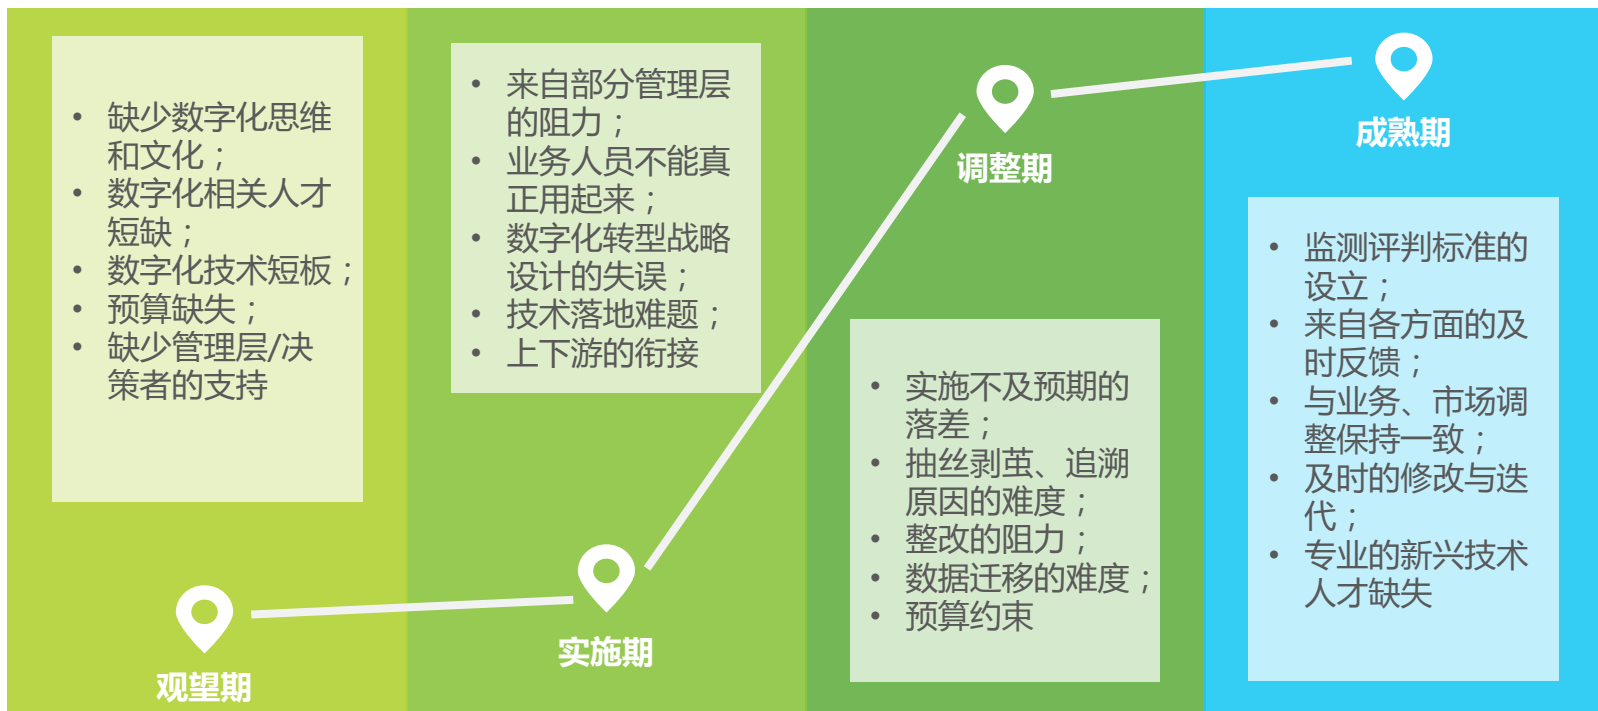 • 缺少数字化思维
和文化；
• 数字化相关人才
短缺；
• 数字化技术短板；
• 预算缺失；
• 缺少管理层/决
策者的支持
观望期
• 来自部分管理层
的阻力；
• 业务人员不能真
正用起来；
• 数字化转型战略
设计的失误；
• 技术落地难题；
• 上下游的衔接
实施期
调整期
• 实施不及预期的
落差；
• 抽丝剥茧、追溯
原因的难度；
• 整改的阻力；
• 数据迁移的难度；
• 预算约束
成熟期
• 监测评判标准的
设立；
• 来自各方面的及
时反馈；
• 与业务、市场调
整保持一致；
• 及时的修改与迭
代；
• 专业的新兴技术
人才缺失